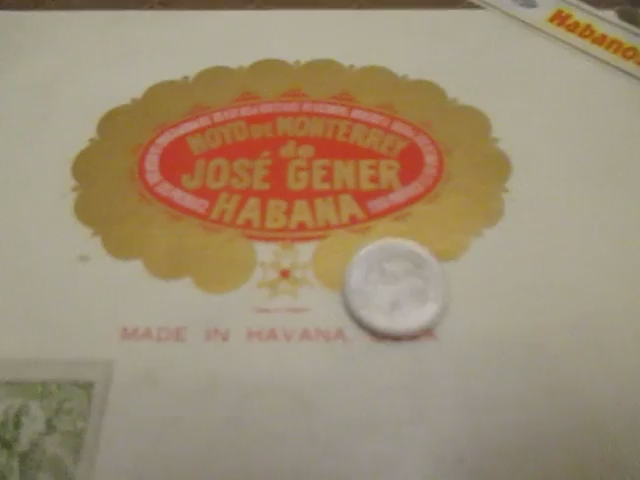 Habanos
HOYO DE MONTERREY
de
JOSÉ GENER
HABANA
MADE IN HAVANA,